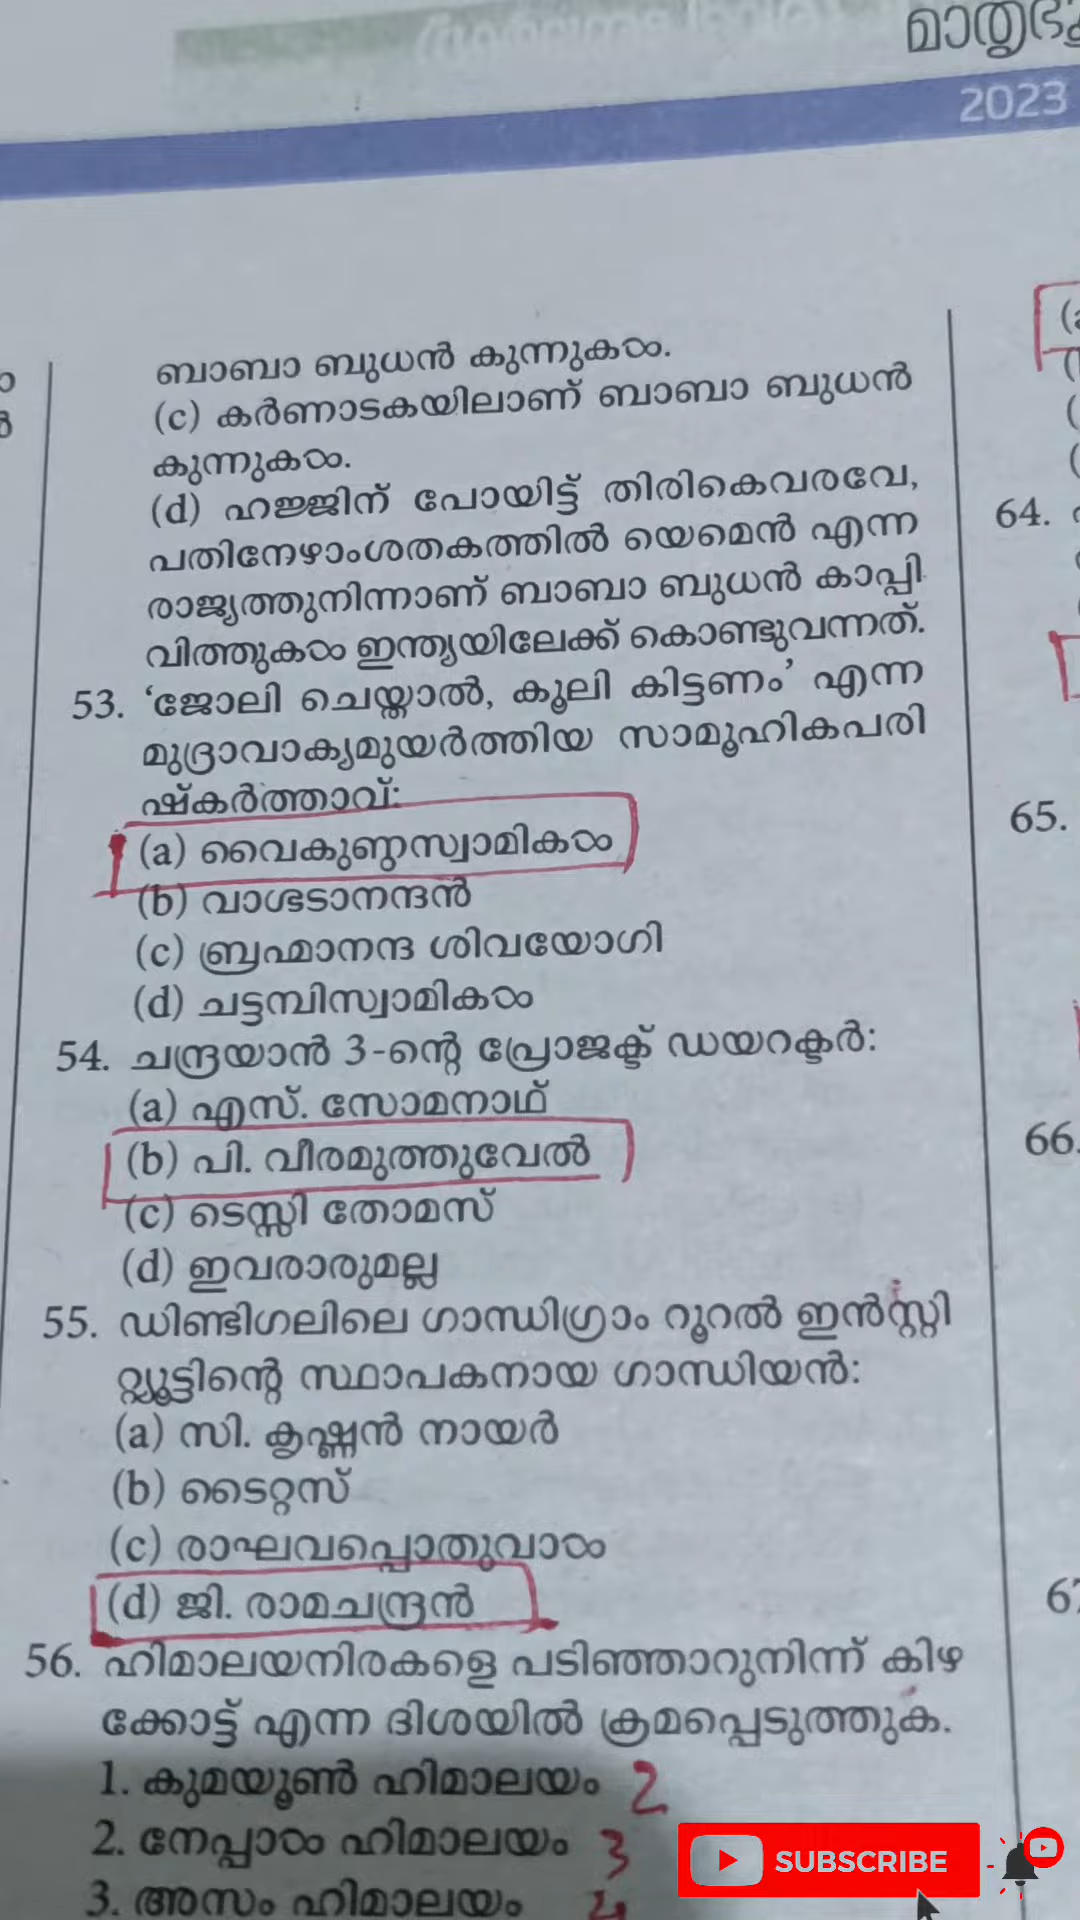 2023
ബാബാ ബുധൻ കുന്നുകൾ.
(c) കർണാടകയിലാണ് ബാബാ ബുധൻ
കുന്നുകൾ.
(d) ഹജ്ജിന് പോയിട്ട് തിരികെവരവേ,
പതിനേഴാംശതകത്തിൽ യെമെൻ എന്ന
രാജ്യത്തുനിന്നാണ് ബാബാ ബുധൻ കാപ്പി
വിത്തുകൾ ഇന്ത്യയിലേക്ക് കൊണ്ടുവന്നത്.
53. ‘ജോലി ചെയ്താൽ, കൂലി കിട്ടണം’ എന്ന
മുദ്രാവാക്യമുയർത്തിയ സാമൂഹികപരി
ഷ്കർത്താവ്:
(a) വൈകുണ്ഠസ്വാമികൾ
(b) വാഗ്ഭടാനന്ദൻ
(c) ബ്രഹ്മാനന്ദ ശിവയോഗി
(d) ചട്ടമ്പിസ്വാമികൾ
54. ചന്ദ്രയാൻ 3-ന്റെ പ്രോജക്ട് ഡയറക്ടർ:
(a) എസ്. സോമനാഥ്
(b) പി. വീരമുത്തുവേൽ
(c) ടെസ്സി തോമസ്
(d) ഇവരാരുമല്ല
55. ഡിണ്ടിഗലിലെ ഗാന്ധിഗ്രാം റൂറൽ ഇൻസ്റ്റി
റ്റ്യൂട്ടിന്റെ സ്ഥാപകനായ ഗാന്ധിയൻ:
(a) സി. കൃഷ്ണൻ നായർ
(b) ടൈറ്റസ്
(c) രാഘവപ്പൊതുവാൾ
(d) ജി. രാമചന്ദ്രൻ
56. ഹിമാലയനിരകളെ പടിഞ്ഞാറുനിന്ന് കിഴ
ക്കോട്ട് എന്ന ദിശയിൽ ക്രമപ്പെടുത്തുക.
1. കുമയൂൺ ഹിമാലയം 2
2. നേപ്പാൾ ഹിമാലയം 3
3. അസം ഹിമാലയം 4
64.
65.
66.
67
SUBSCRIBE